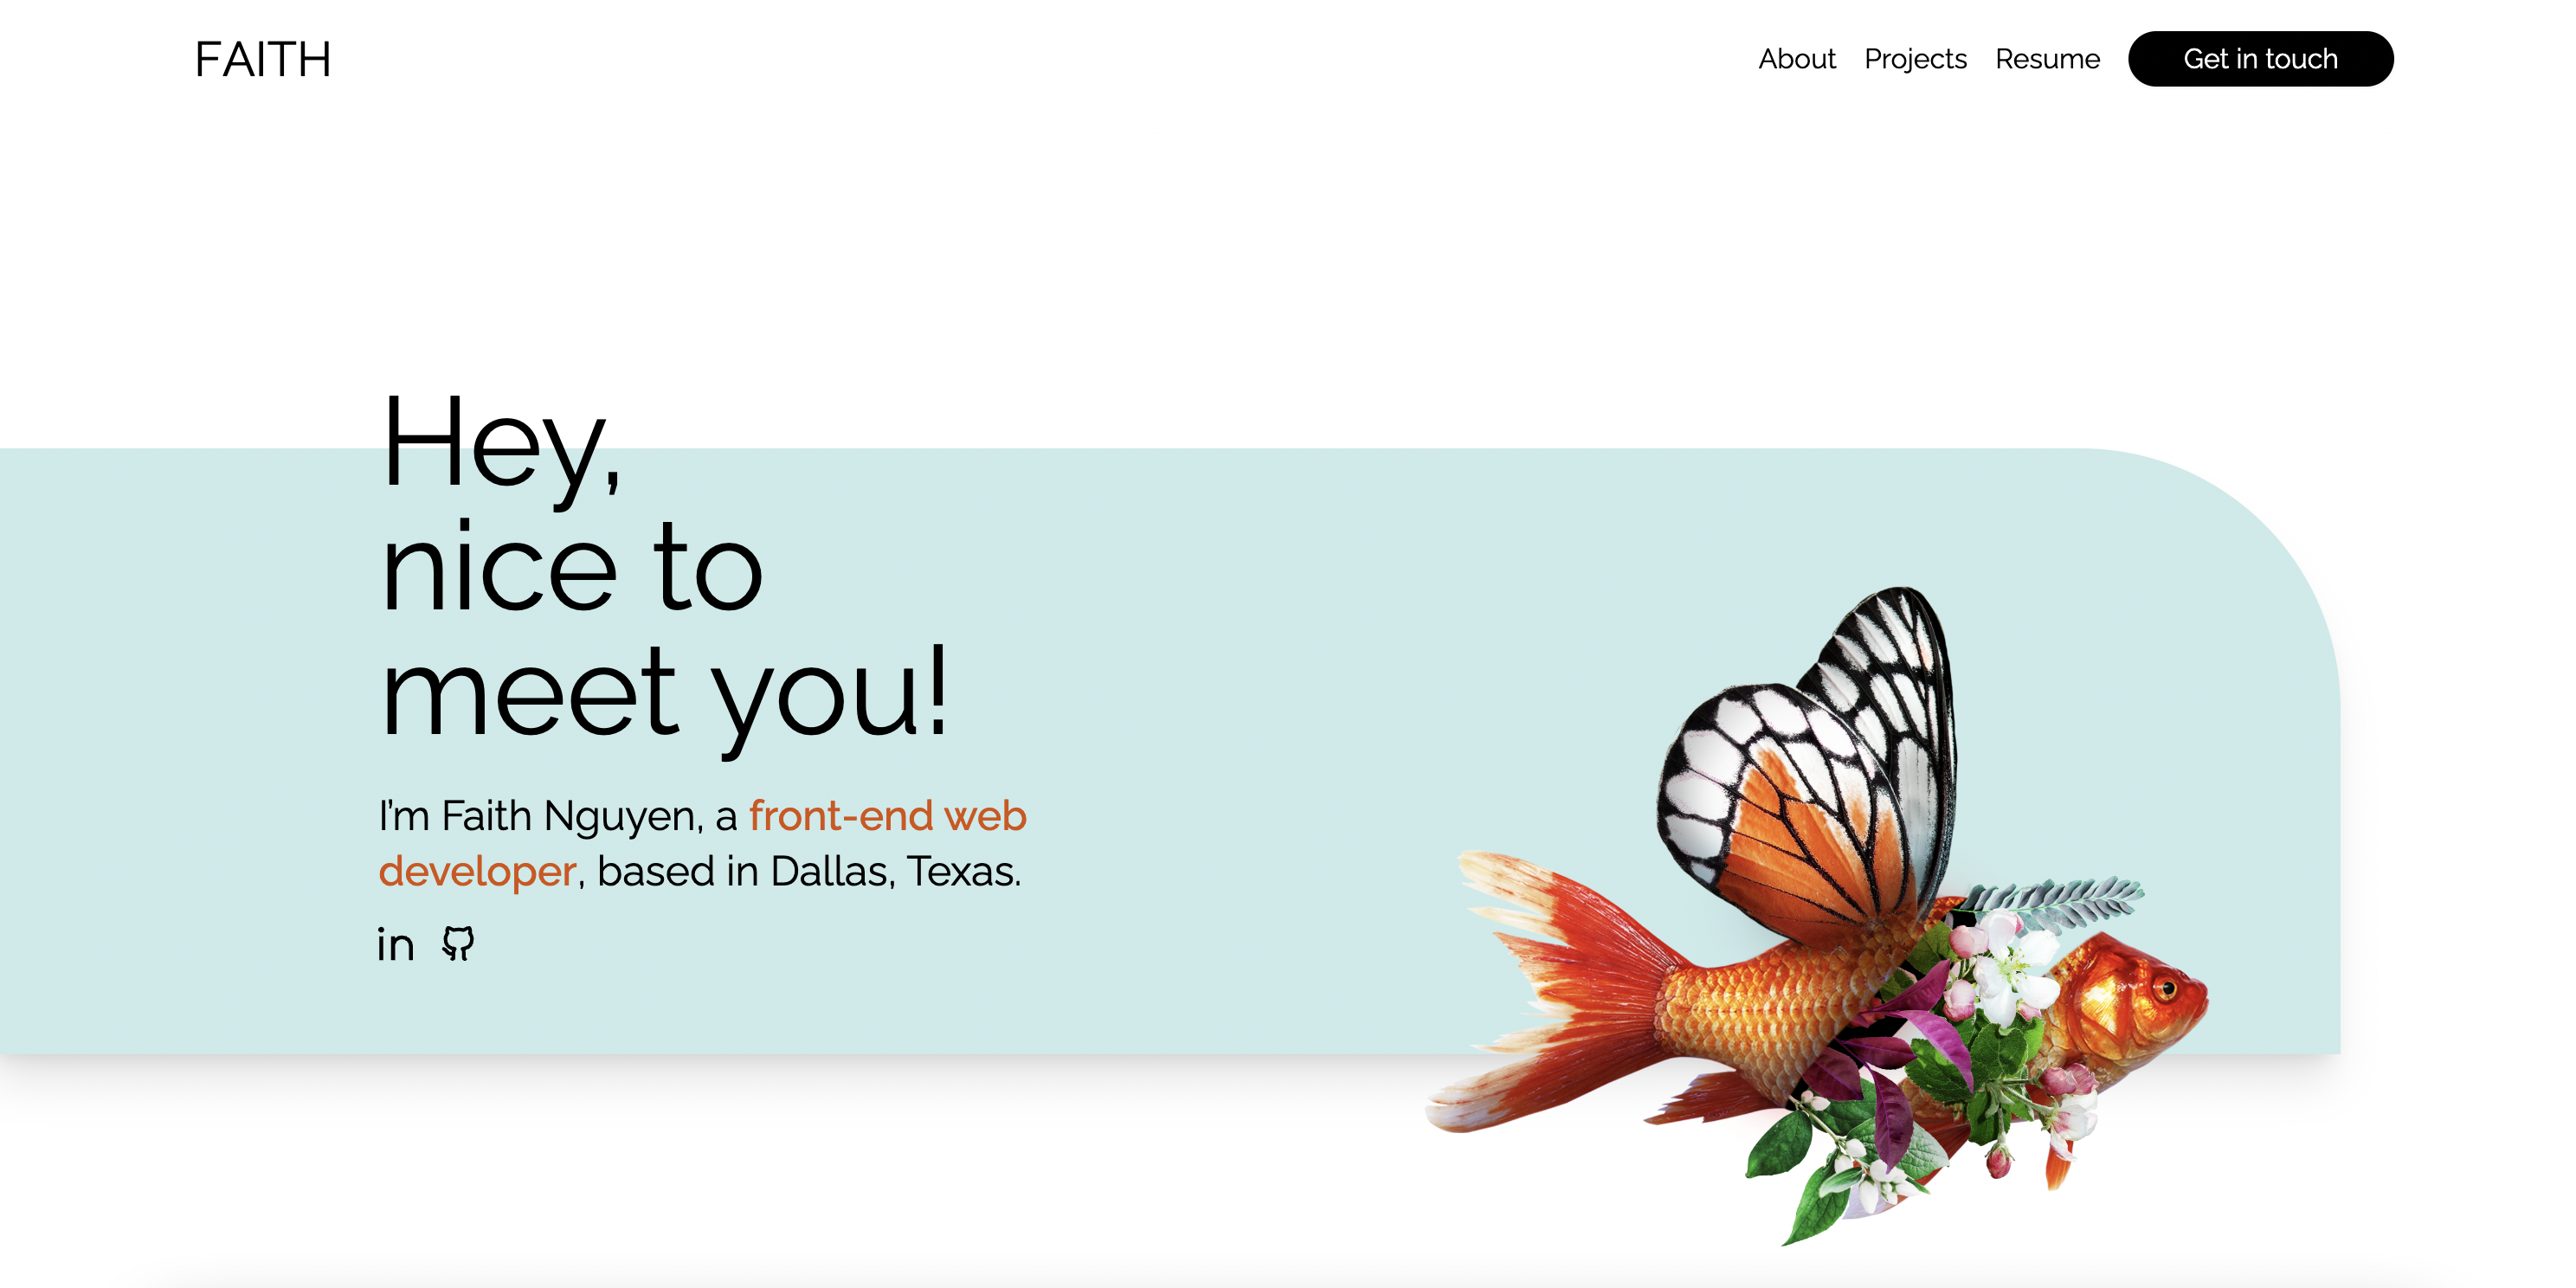 FAITH
About Projects Resume Get in touch
Hey,
nice to
meet you!
I'm Faith Nguyen, a front-end web
developer, based in Dallas, Texas.
in